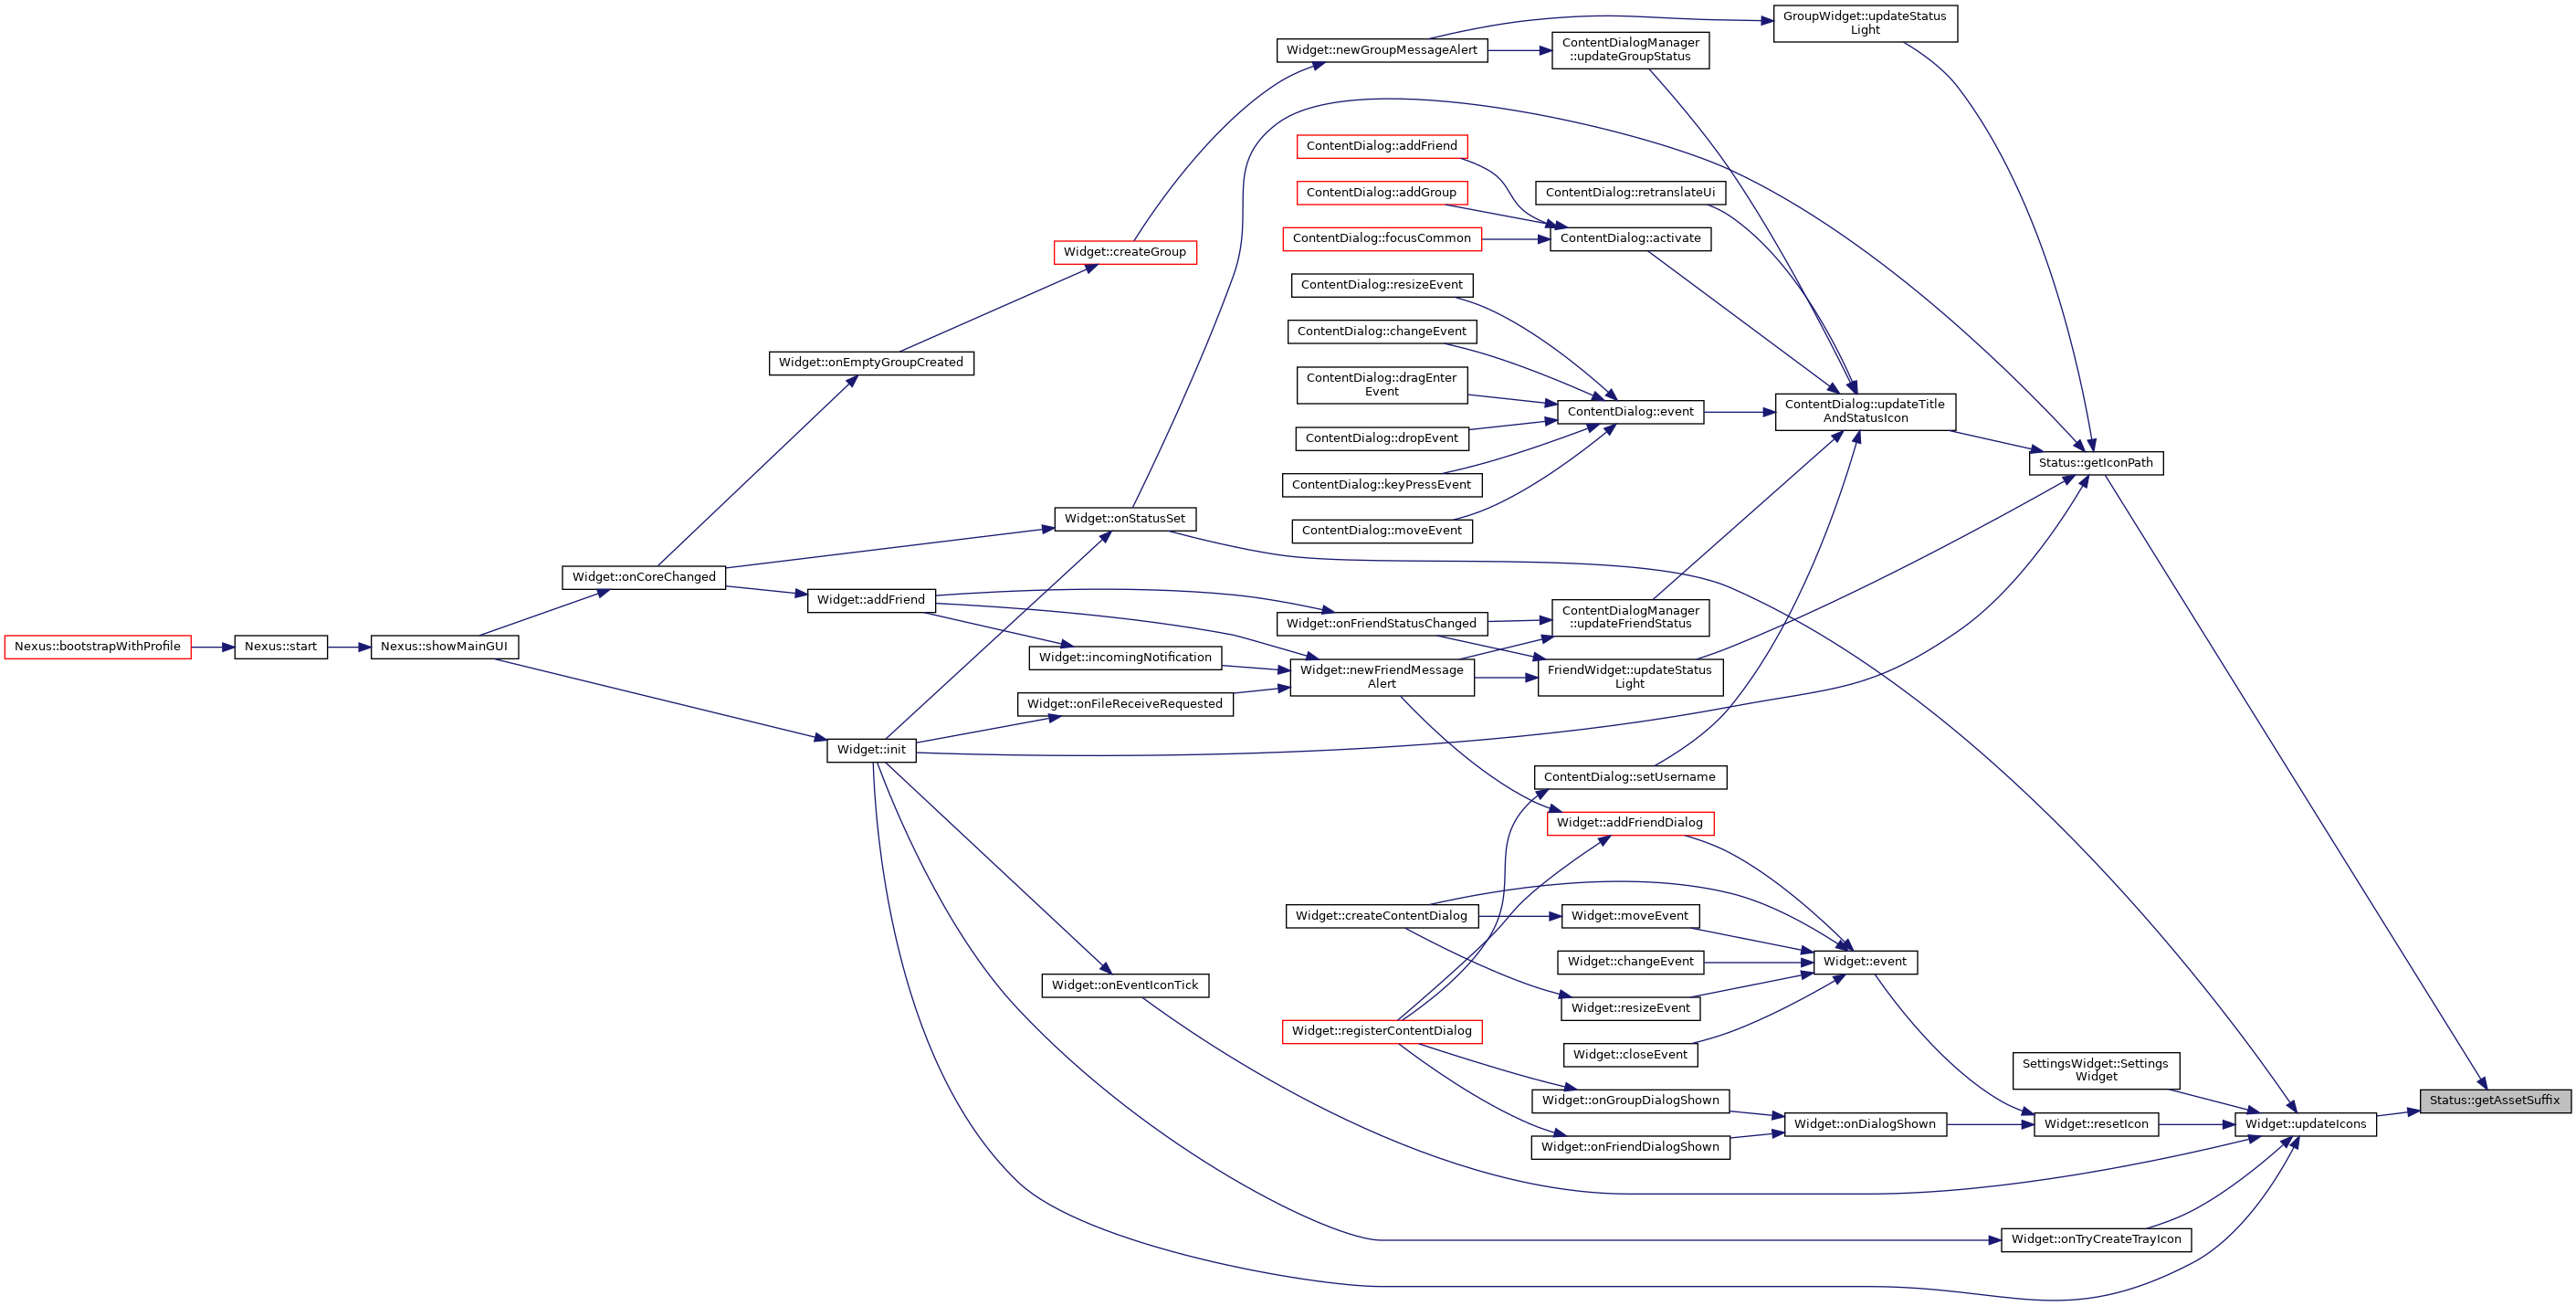 GroupWidget::updateStatus
Light
Widget::newGroupMessageAlert
ContentDialogManager
::updateGroupStatus
ContentDialog::addFriend
ContentDialog::addGroup
ContentDialog::retranslateUi
ContentDialog::focusCommon
ContentDialog::activate
Widget::createGroup
ContentDialog::resizeEvent
ContentDialog::changeEvent
Widget::onEmptyGroupCreated
ContentDialog::dragEnter
Event
ContentDialog::event
ContentDialog::updateTitle
AndStatusIcon
ContentDialog::dropEvent
Status::getIconPath
ContentDialog::keyPressEvent
Widget::onStatusSet
ContentDialog::moveEvent
Widget::onCoreChanged
Widget::addFriend
ContentDialogManager
::updateFriendStatus
Widget::onFriendStatusChanged
Nexus::bootstrapWithProfile
Nexus::start
Nexus::showMainGUI
Widget::incomingNotification
Widget::newFriendMessage
Alert
FriendWidget::updateStatus
Light
Widget::onFileReceiveRequested
Widget::init
ContentDialog::setUsername
Widget::addFriendDialog
Widget::createContentDialog
Widget::moveEvent
Widget::changeEvent
Widget::event
Widget::onEventIconTick
Widget::resizeEvent
Widget::registerContentDialog
Widget::closeEvent
SettingsWidget::Settings
Widget
Widget::onGroupDialogShown
Status::getAssetSuffix
Widget::onDialogShown
Widget::resetIcon
Widget::updateIcons
Widget::onFriendDialogShown
Widget::onTryCreateTrayIcon